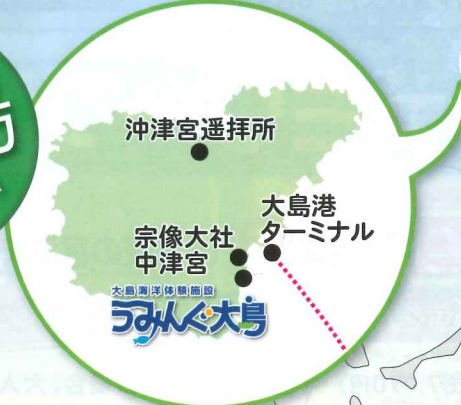 沖津宮遥拝所
大島港
ターミナル
宗像大社
中津宮
大島海洋体験施設
うみんぐ大島